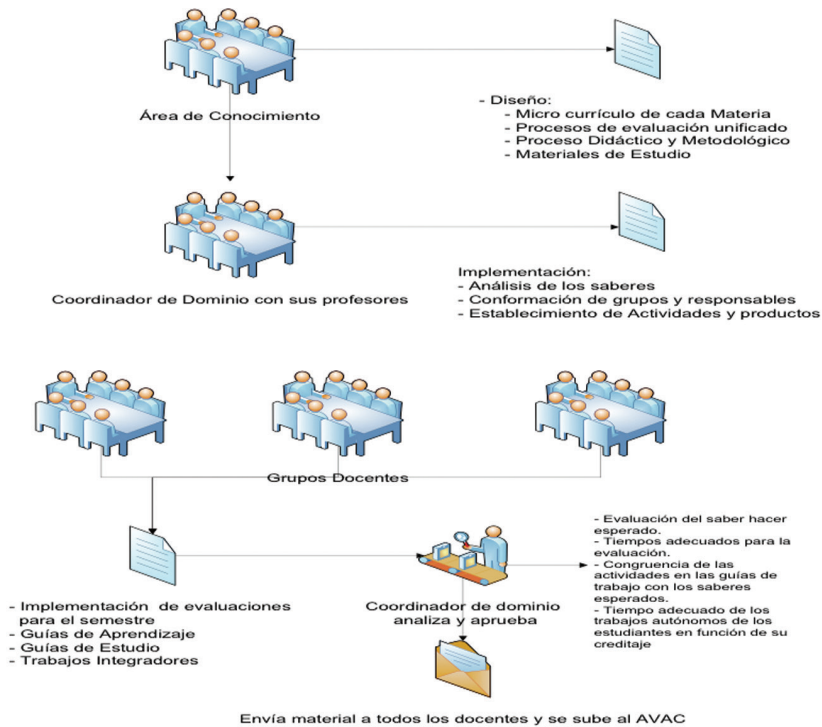 Área de Conocimiento
- Diseño:
- Micro currículo de cada Materia
- Procesos de evaluación unificado
- Proceso Didáctico y Metodológico
- Materiales de Estudio
Coordinador de Dominio con sus profesores
Implementación:
- Análisis de los saberes
- Conformación de grupos y responsables
- Establecimiento de Actividades y productos
Grupos Docentes
- Implementación de evaluaciones
para el semestre
- Guías de Aprendizaje
- Guías de Estudio
- Trabajos Integradores
Coordinador de dominio
analiza y aprueba
- Evaluación del saber hacer
esperado.
- Tiempos adecuados para la
evaluación.
- Congruencia de las
actividades en las guías de
trabajo con los saberes
esperados.
- Tiempo adecuado de los
trabajos autónomos de los
estudiantes en función de su
creditaje
Envía material a todos los docentes y se sube al AVAC